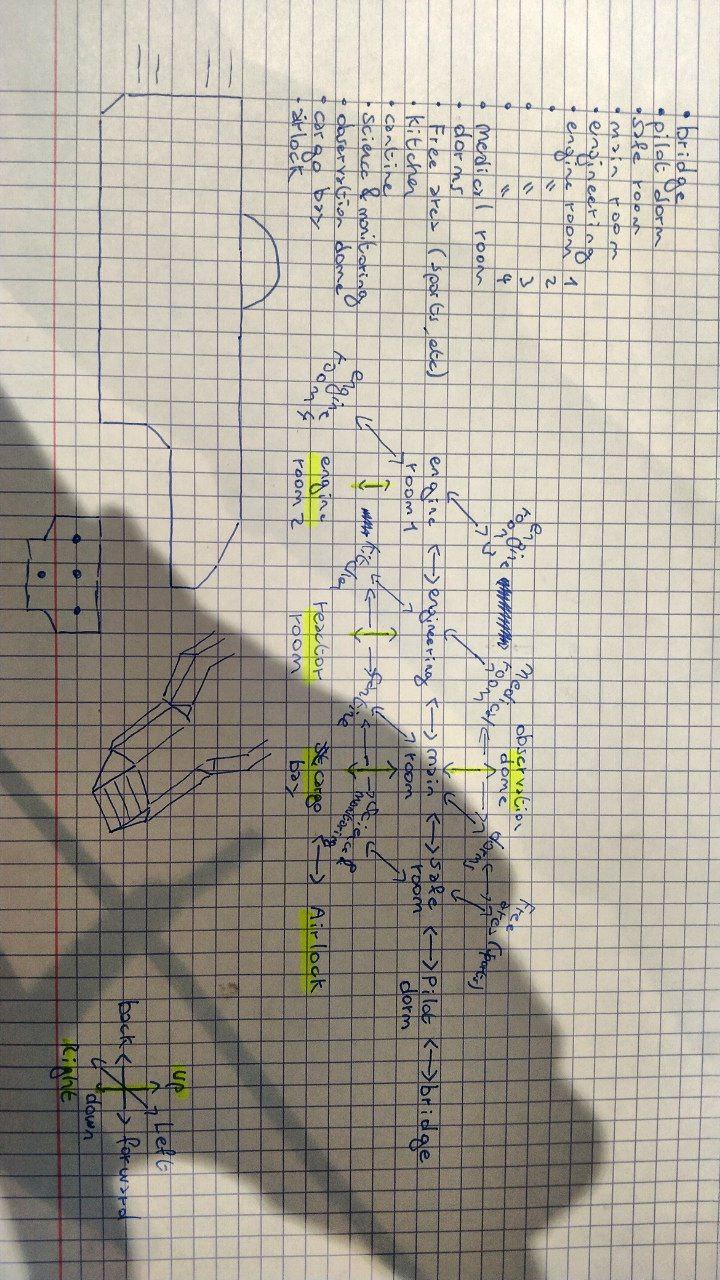 • bridge
• pilot dorm
• safe room
• main room
• engineering
• engine room 1
• " 2
• " 3
• " 4
• medical room
• dorms
• Free area (sports, etc)
• Kitchen
• cantine
• science & monitoring
• observation dome
• cargo bay
• airlock
engine
room 3
Medical
room
observation
dome
dorms
Free
area (sports)
engine
room 1
engineering
main
room
safe
room
Pilot
dorm
bridge
engine
room 4
Kitchen
cantine
science &
monitoring
engine
room 2
reactor
room
cargo
bay
Airlock
up
Left
back
forward
down
Right